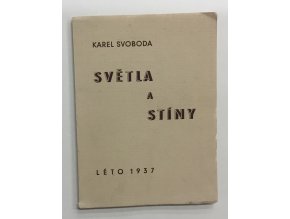 KAREL SVOBODA
SVĚTLA
A
STÍNY
LÉTO 1937